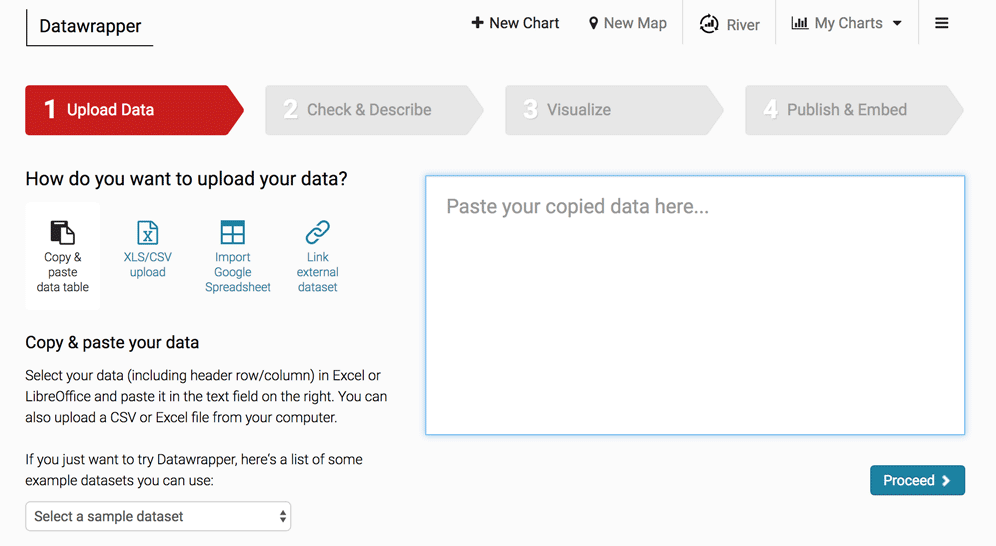 Datawrapper
New Chart
New Map
River
My Charts
1 Upload Data
2 Check & Describe
3 Visualize
4 Publish & Embed
How do you want to upload your data?
Copy &
paste
data table
XLS/CSV
upload
Import
Google
Spreadsheet
Link
external
dataset
Copy & paste your data
Select your data (including header row/column) in Excel or
LibreOffice and paste it in the text field on the right. You can
also upload a CSV or Excel file from your computer.
If you just want to try Datawrapper, here's a list of some
example datasets you can use:
Select a sample dataset
Paste your copied data here...
Proceed